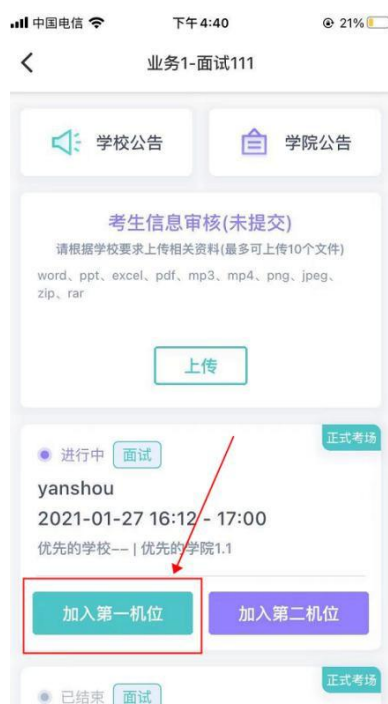 中国电信 下午4:40 21%
业务1-面试111
学校公告 学院公告
考生信息审核(未提交)
请根据学校要求上传相关资料(最多可上传10个文件)
word、ppt、excel、pdf、mp3、mp4、png、jpeg、
zip、rar
上传
正式考场
进行中 面试
yanshou
2021-01-27 16:12 - 17:00
优先的学校-- | 优先的学院1.1
加入第一机位 加入第二机位
正式考场
已结束 面试